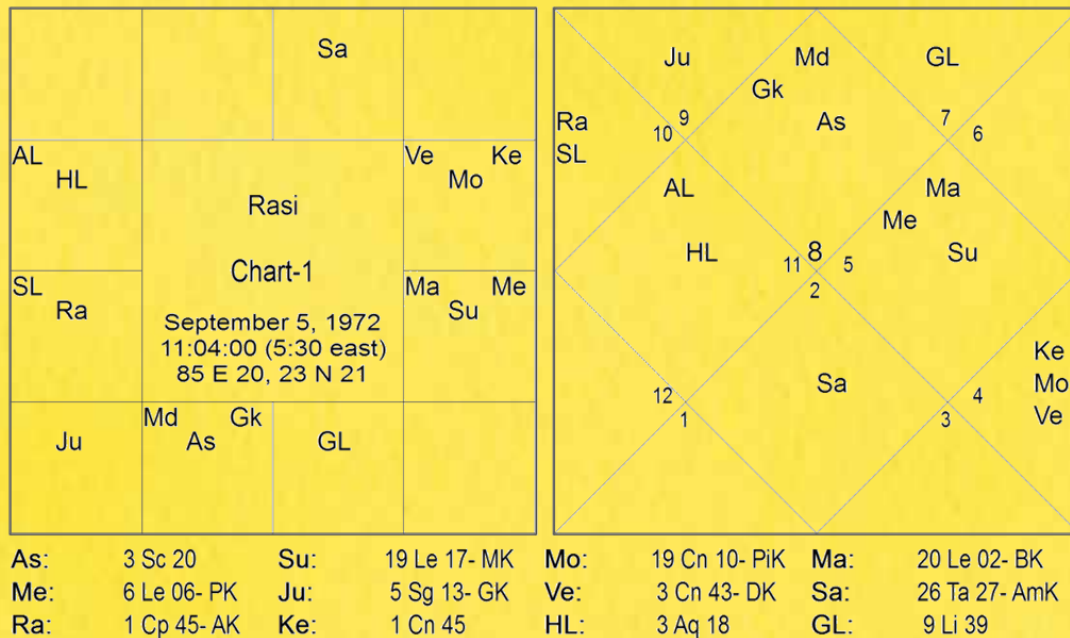 Sa
AL
HL
Ve Ke
Mo
Rasi
Chart-1
September 5, 1972
11:04:00 (5:30 east)
85 E 20, 23 N 21
SL
Ra
Ma Me
Su
Ju
Md Gk
As
GL
Ju
Md
GL
Gk
Ra
SL
As
9
10
7
6
AL
Ma
Me
HL
Su
8
11
5
2
Ke
Mo
Ve
Sa
12
1
4
3
As: 3 Sc 20 Su: 19 Le 17- MK Mo: 19 Cn 10- PiK Ma: 20 Le 02- BK
Me: 6 Le 06- PK Ju: 5 Sg 13- GK Ve: 3 Cn 43- DK Sa: 26 Ta 27- AmK
Ra: 1 Cp 45- AK Ke: 1 Cn 45 HL: 3 Aq 18 GL: 9 Li 39